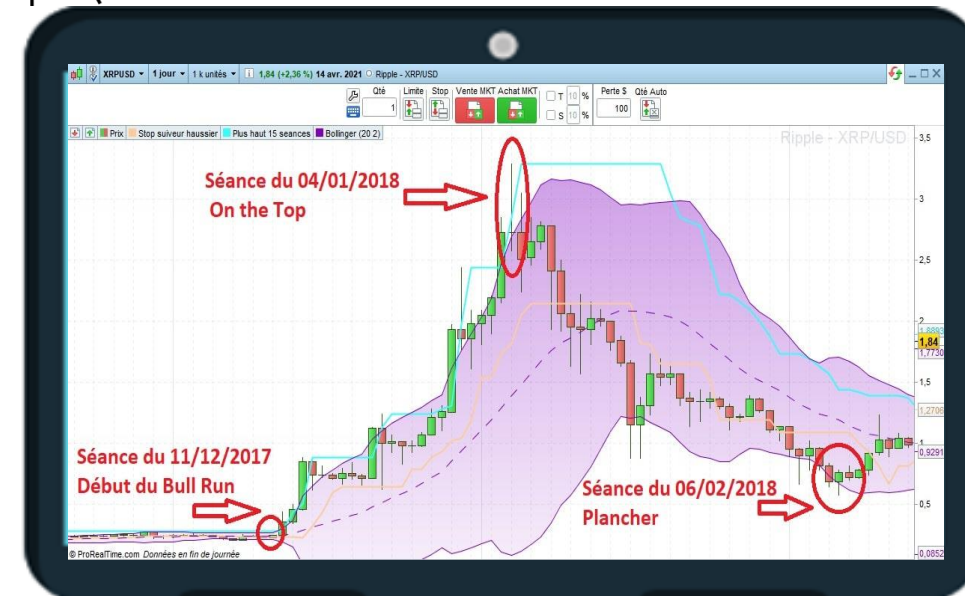 XRPUSD 1 jour 1 k unités 1,84 (+2,36 %) 14 avr. 2021 Ripple - XRP/USD
Qté Limite Stop Vente MKT Achat MKT T 10 % Perte $ Qté Auto
1 S 10 % 100
Prix Stop suiveur haussier Plus haut 15 seances Bollinger (20 2)
Ripple - XRP/USD
3,5
Séance du 04/01/2018
On the Top
3
2,5
2
1,8893
1,84
1,7730
1,5
1,2706
1
0,9291
Séance du 11/12/2017
Début du Bull Run
Séance du 06/02/2018
Plancher
0,5
© ProRealTime.com Données en fin de journée
0,0852